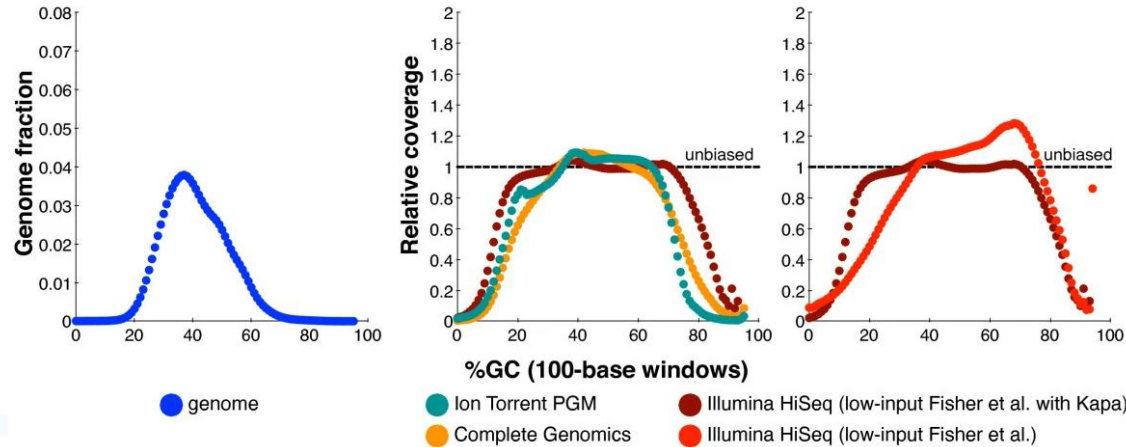 Genome fraction
0.08
0.07
0.06
0.05
0.04
0.03
0.02
0.01
0
0 20 40 60 80 100
Relative coverage
2
1.8
1.6
1.4
1.2
1
0.8
0.6
0.4
0.2
0
unbiased
0 20 40 60 80 100
2
1.8
1.6
1.4
1.2
1
0.8
0.6
0.4
0.2
0
unbiased
0 20 40 60 80 100
%GC (100-base windows)
genome
Ion Torrent PGM
Complete Genomics
Illumina HiSeq (low-input Fisher et al. with Kapa)
Illumina HiSeq (low-input Fisher et al.)